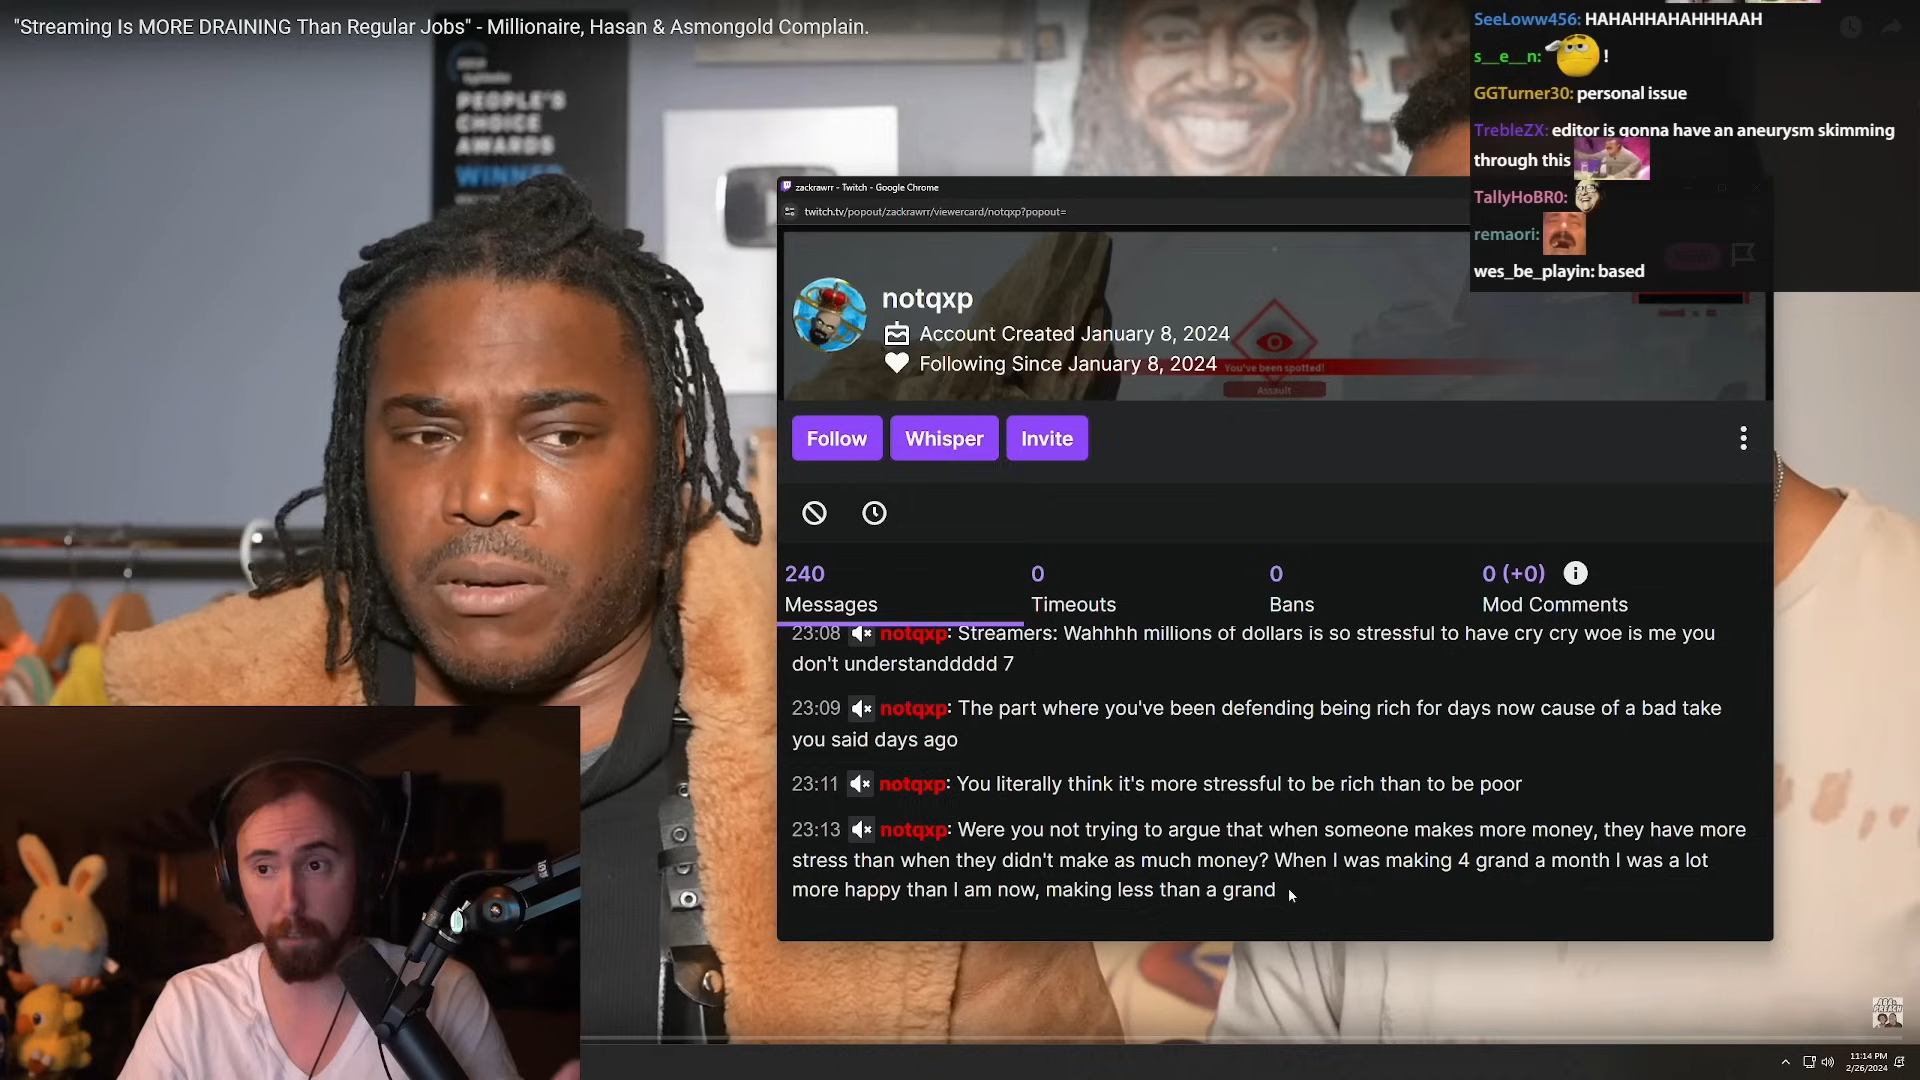 "Streaming Is MORE DRAINING Than Regular Jobs" - Millionaire, Hasan & Asmongold Complain.
PEOPLE'S
CHOICE
AWARDS
WINNER
SeeLoww456: HAHAHHAHAHHHAAH
s__e__n: !
GGTurner30: personal issue
TrebleZX: editor is gonna have an aneurysm skimming
through this
TallyHoBR0:
remaori:
wes_be_playin: based
zackrawrr - Twitch - Google Chrome
twitch.tv/popout/zackrawrr/viewercard/notqxp?popout=
notqxp
Account Created January 8, 2024
Following Since January 8, 2024
You've been spotted!
Assault
Follow
Whisper
Invite
240
Messages
0
Timeouts
0
Bans
0 (+0)
Mod Comments
23:08 notqxp: Streamers: Wahhhh millions of dollars is so stressful to have cry cry woe is me you
don't understanddddd 7
23:09 notqxp: The part where you've been defending being rich for days now cause of a bad take
you said days ago
23:11 notqxp: You literally think it's more stressful to be rich than to be poor
23:13 notqxp: Were you not trying to argue that when someone makes more money, they have more
stress than when they didn't make as much money? When I was making 4 grand a month I was a lot
more happy than I am now, making less than a grand
11:14 PM
2/26/2024